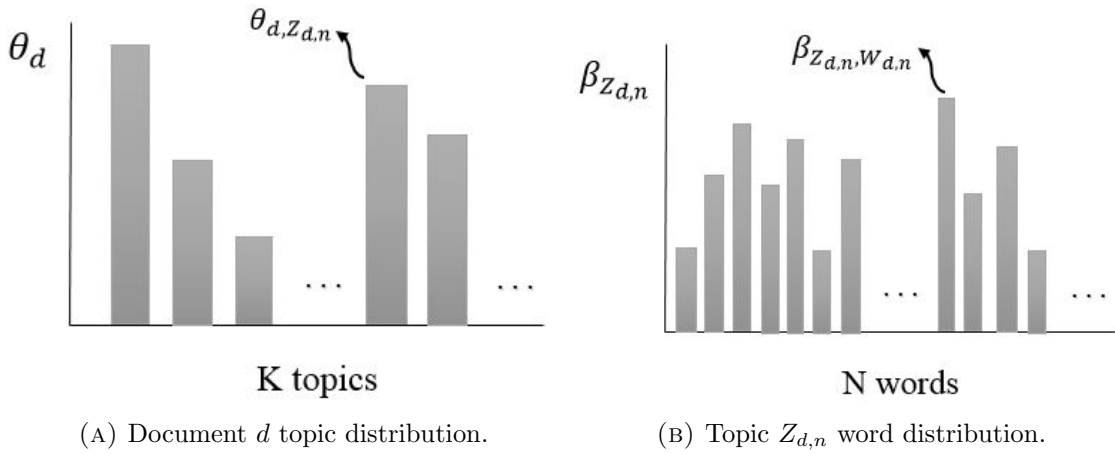 θ_d
θ_{d,Z_{d,n}}
. . .
. . .
K topics
(A) Document d topic distribution.
β_{Z_{d,n}}
β_{Z_{d,n},W_{d,n}}
. . .
. . .
N words
(B) Topic Z_{d,n} word distribution.